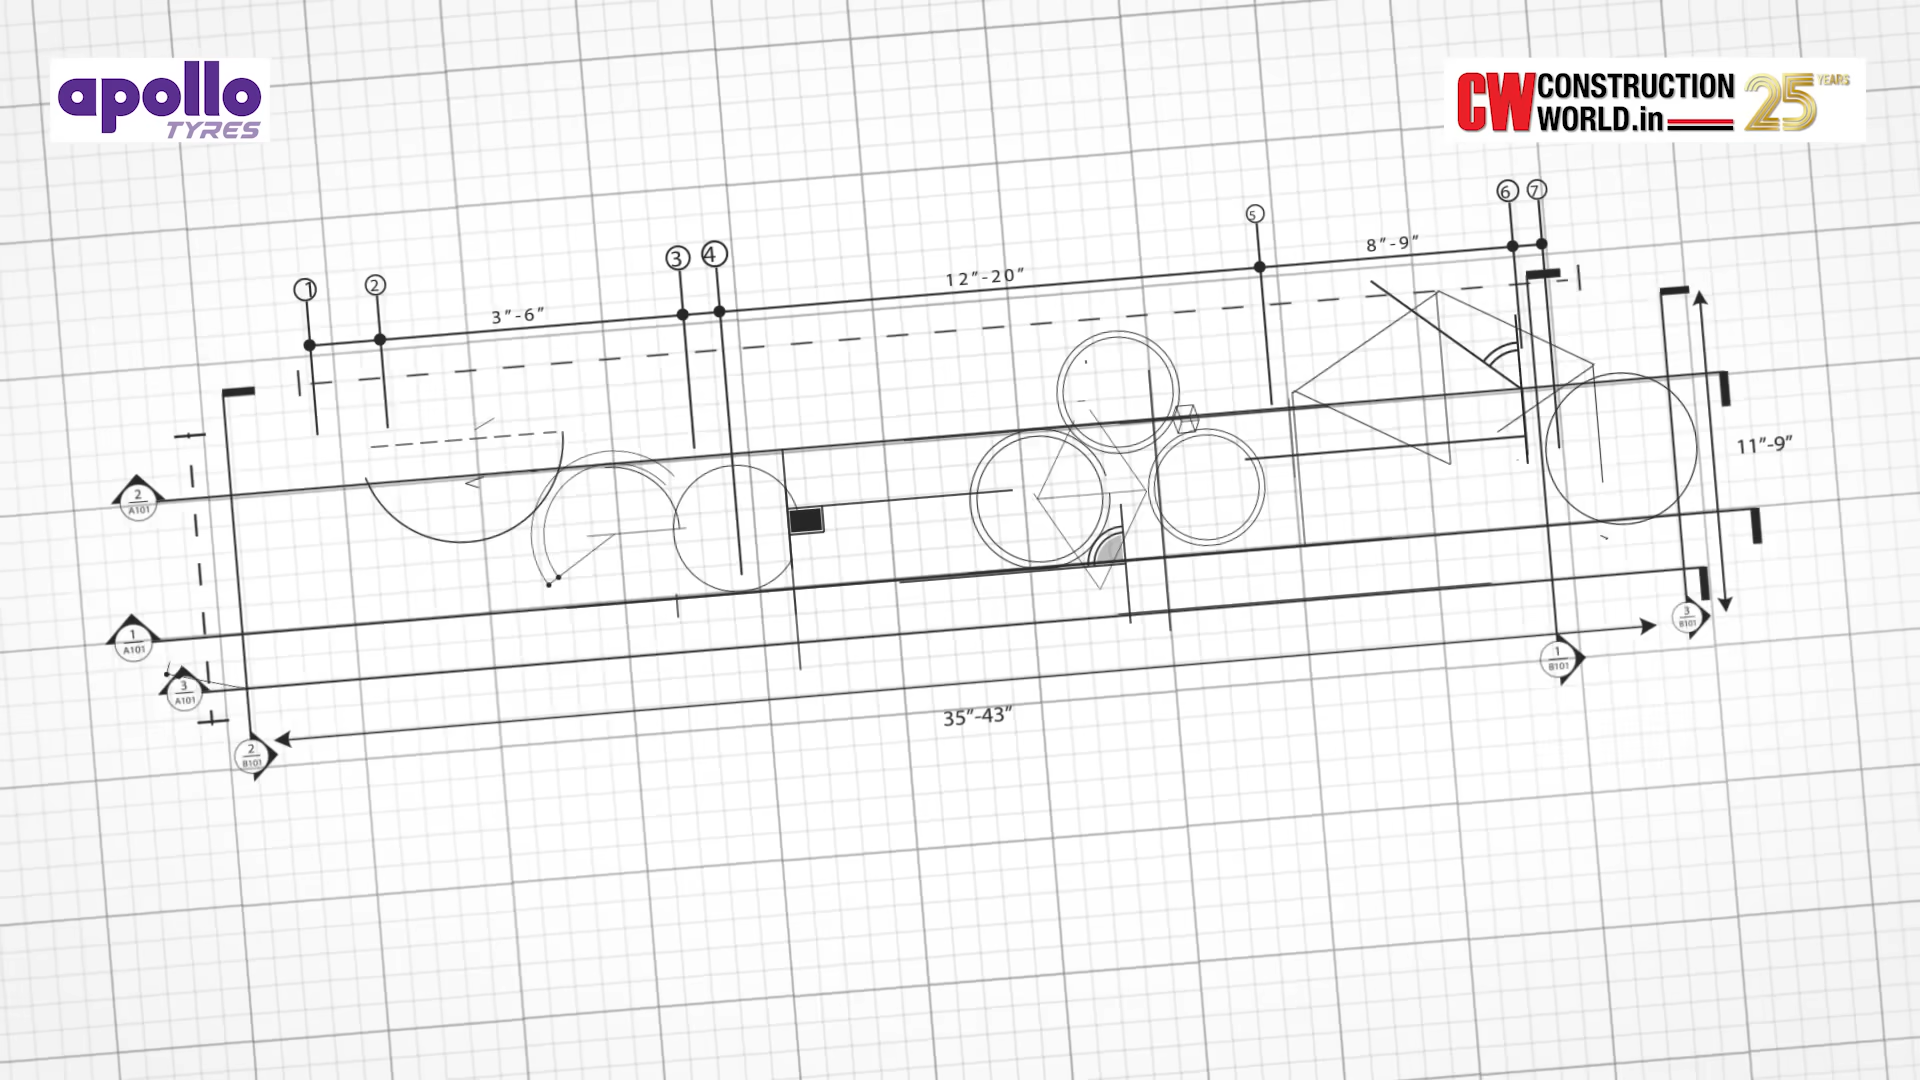 apollo
TYRES
CW CONSTRUCTION
WORLD.in
25 YEARS
1
2
3
4
5
6
7
3”-6”
12”-20”
8”-9”
11”-9”
2
A101
1
A101
3
A101
2
B101
1
B101
3
B101
35”-43”